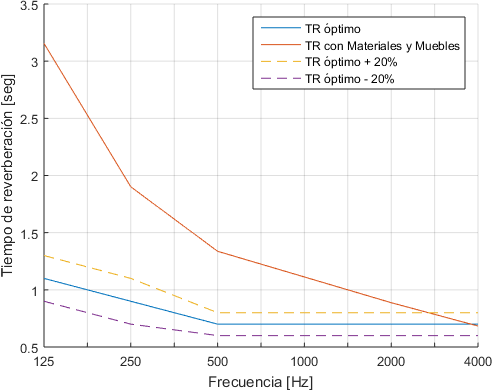 3.5
3
2.5
2
1.5
1
0.5
Tiempo de reverberación [seg]
TR óptimo
TR con Materiales y Muebles
TR óptimo + 20%
TR óptimo - 20%
125 250 500 1000 2000 4000
Frecuencia [Hz]